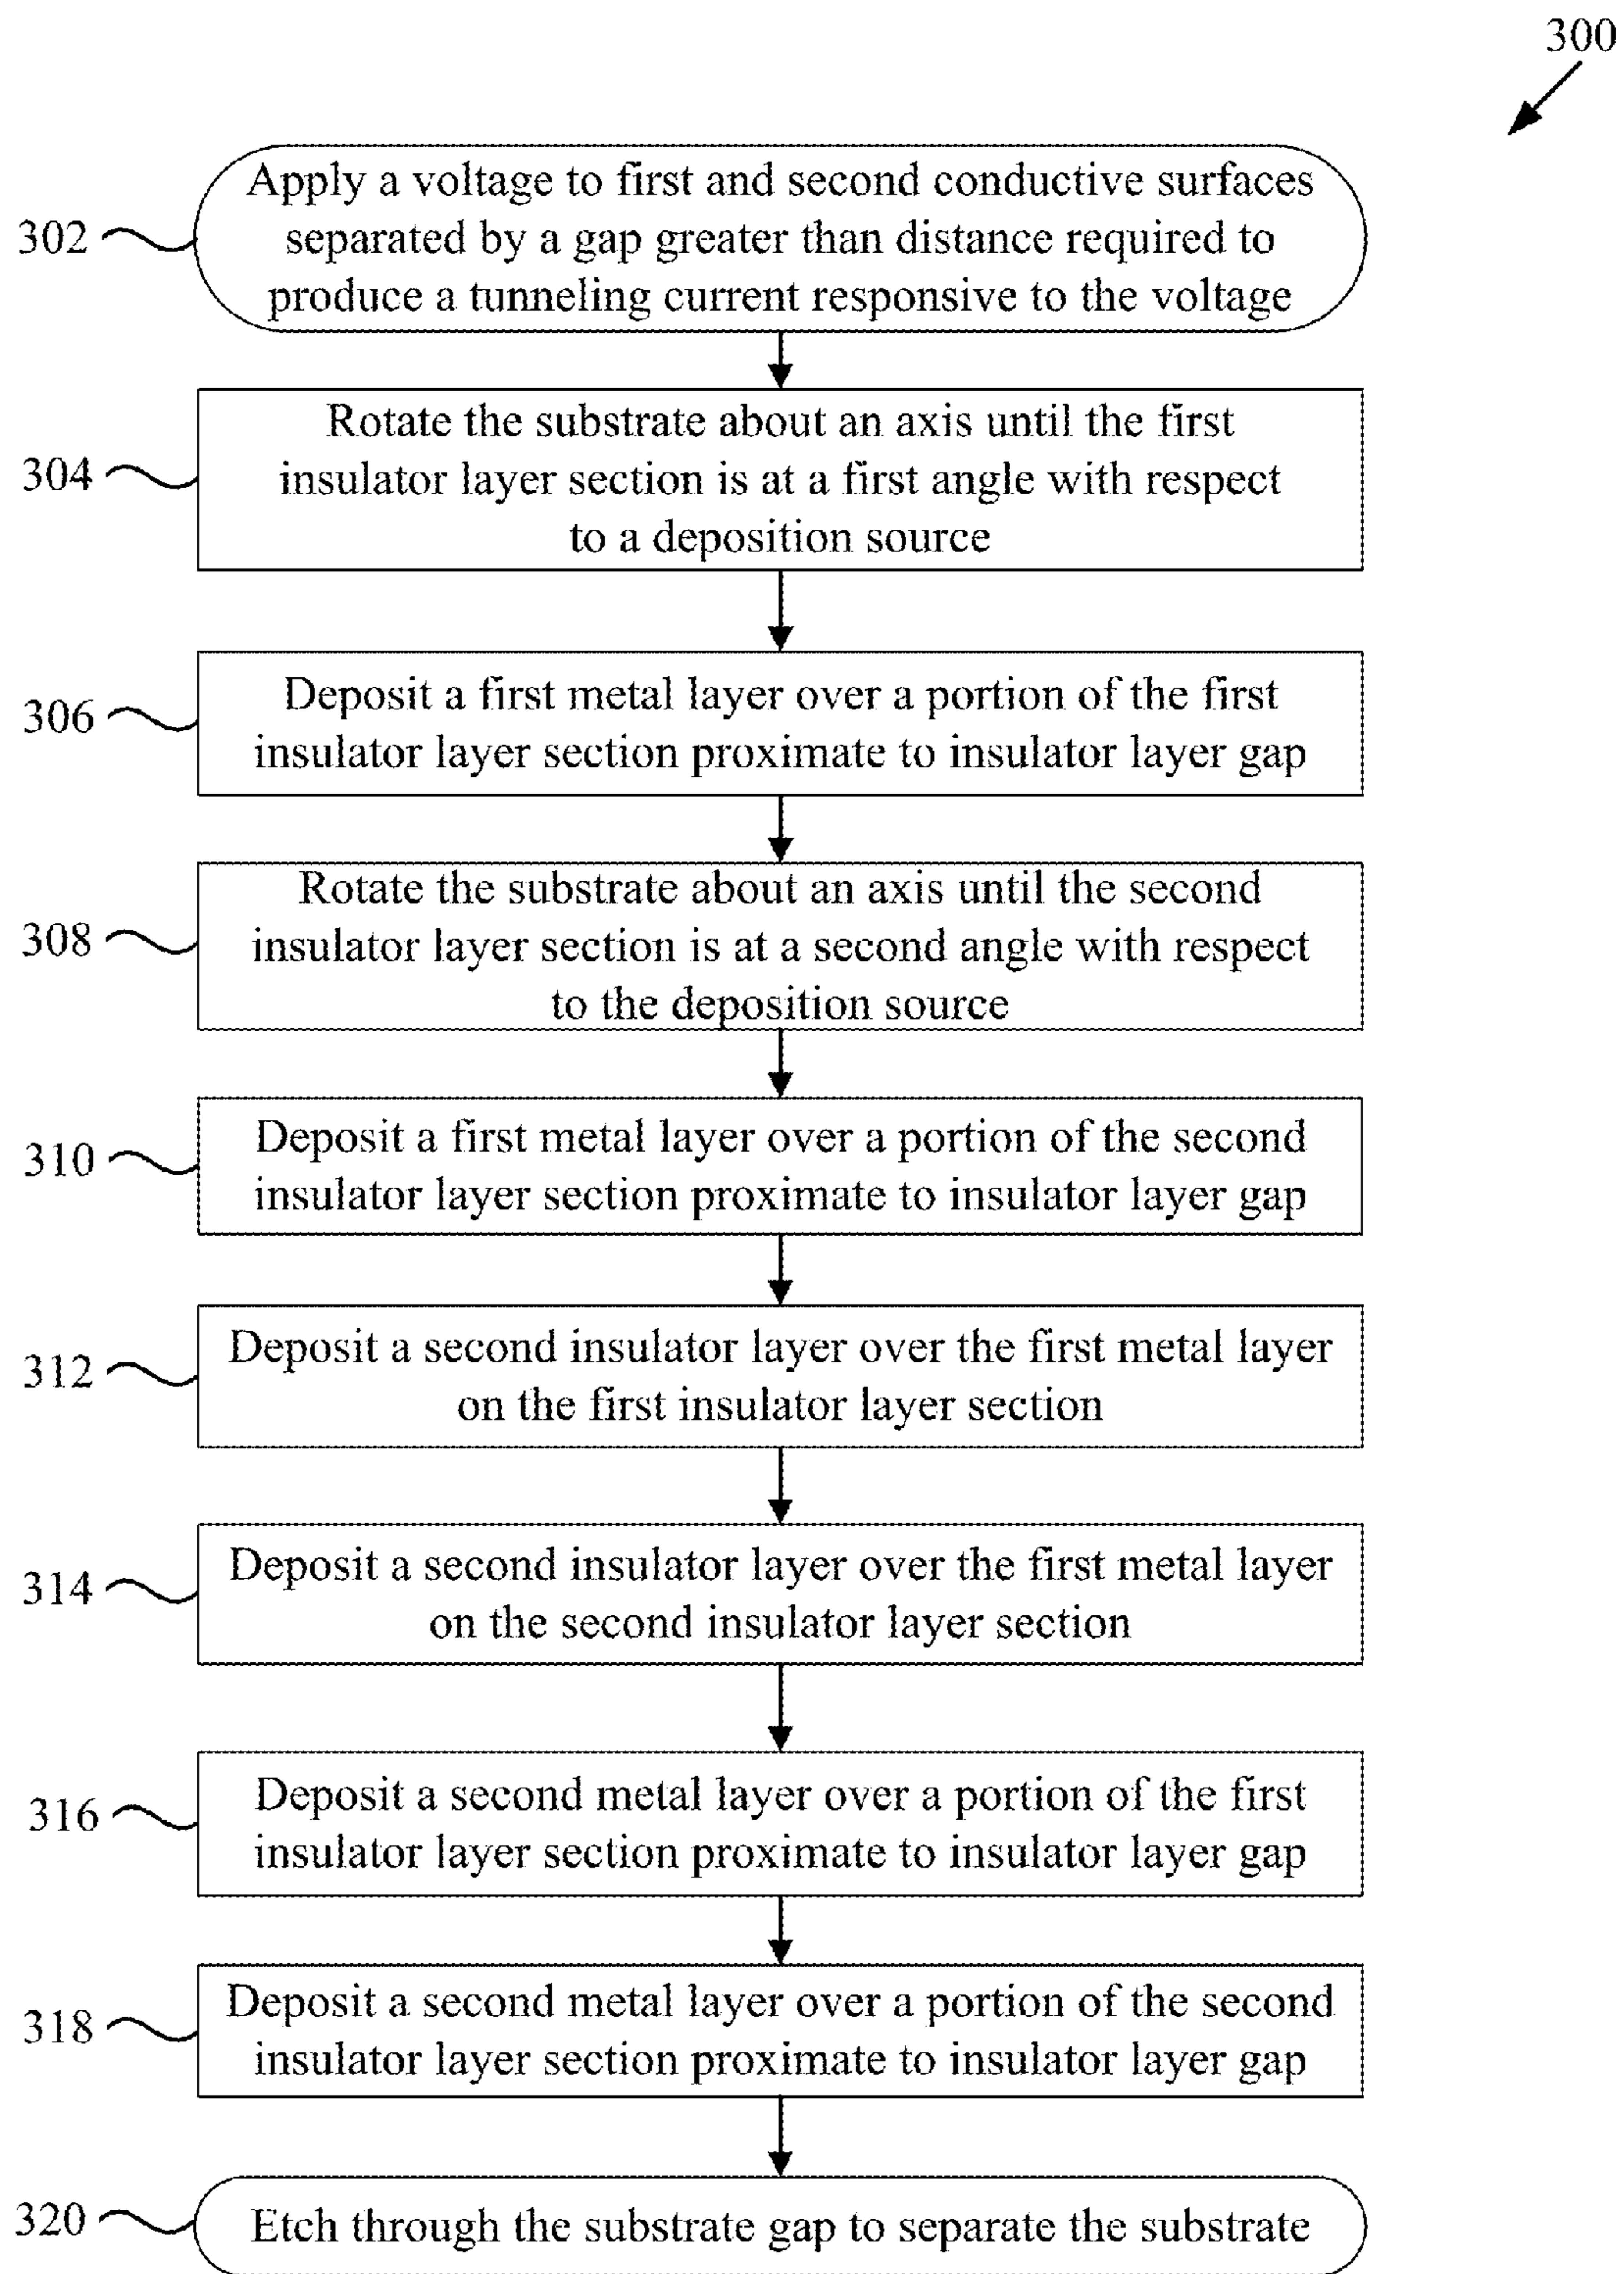 300
Apply a voltage to first and second conductive surfaces
302
separated by a gap greater than distance required to
produce a tunneling current responsive to the voltage
Rotate the substrate about an axis until the first
304
insulator layer section is at a first angle with respect
to a deposition source
Deposit a first metal layer over a portion of the first
306
insulator layer section proximate to insulator layer gap
Rotate the substrate about an axis until the second
308
insulator layer section is at a second angle with respect
to the deposition source
Deposit a first metal layer over a portion of the second
310
insulator layer section proximate to insulator layer gap
Deposit a second insulator layer over the first metal layer
312
on the first insulator layer section
Deposit a second insulator layer over the first metal layer
314
on the second insulator layer section
Deposit a second metal layer over a portion of the first
316
insulator layer section proximate to insulator layer gap
Deposit a second metal layer over a portion of the second
318
insulator layer section proximate to insulator layer gap
320
Etch through the substrate gap to separate the substrate